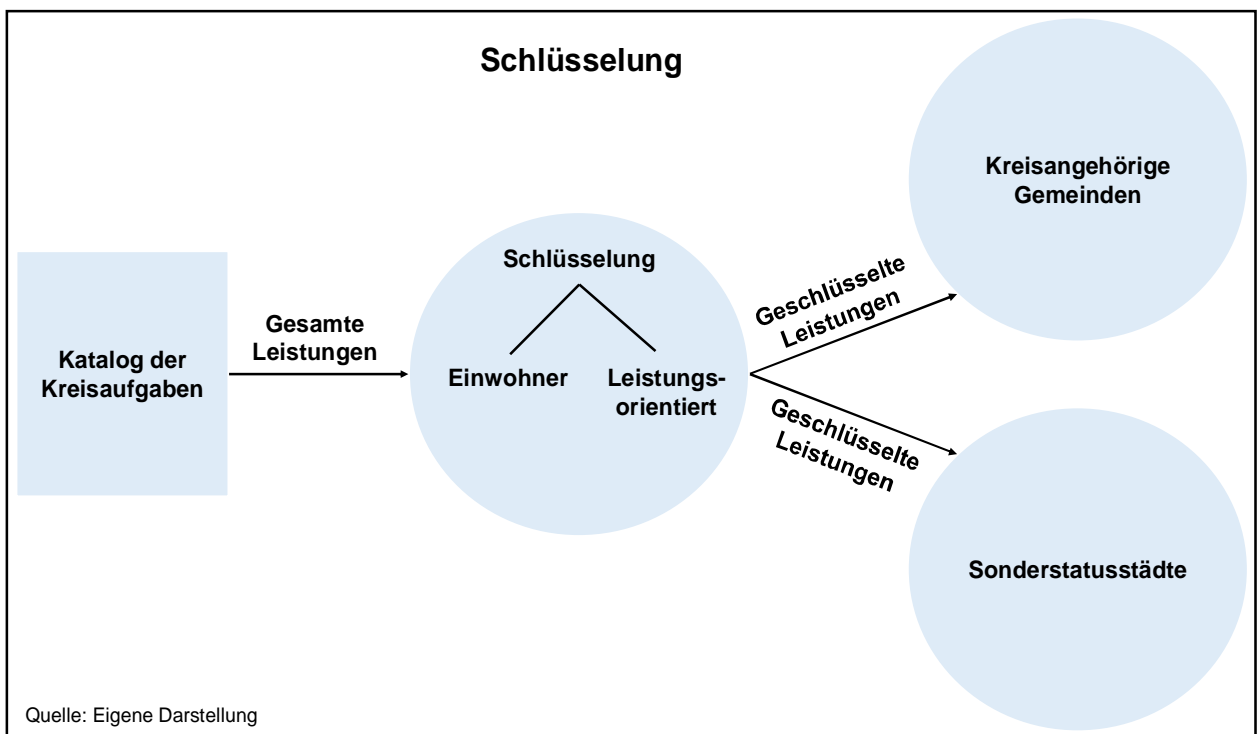 Schlüsselung
Katalog der
Kreisaufgaben
Gesamte
Leistungen
Schlüsselung
Einwohner
Leistungs-
orientiert
Geschlüsselte
Leistungen
Kreisangehörige
Gemeinden
Geschlüsselte
Leistungen
Sonderstatusstädte
Quelle: Eigene Darstellung